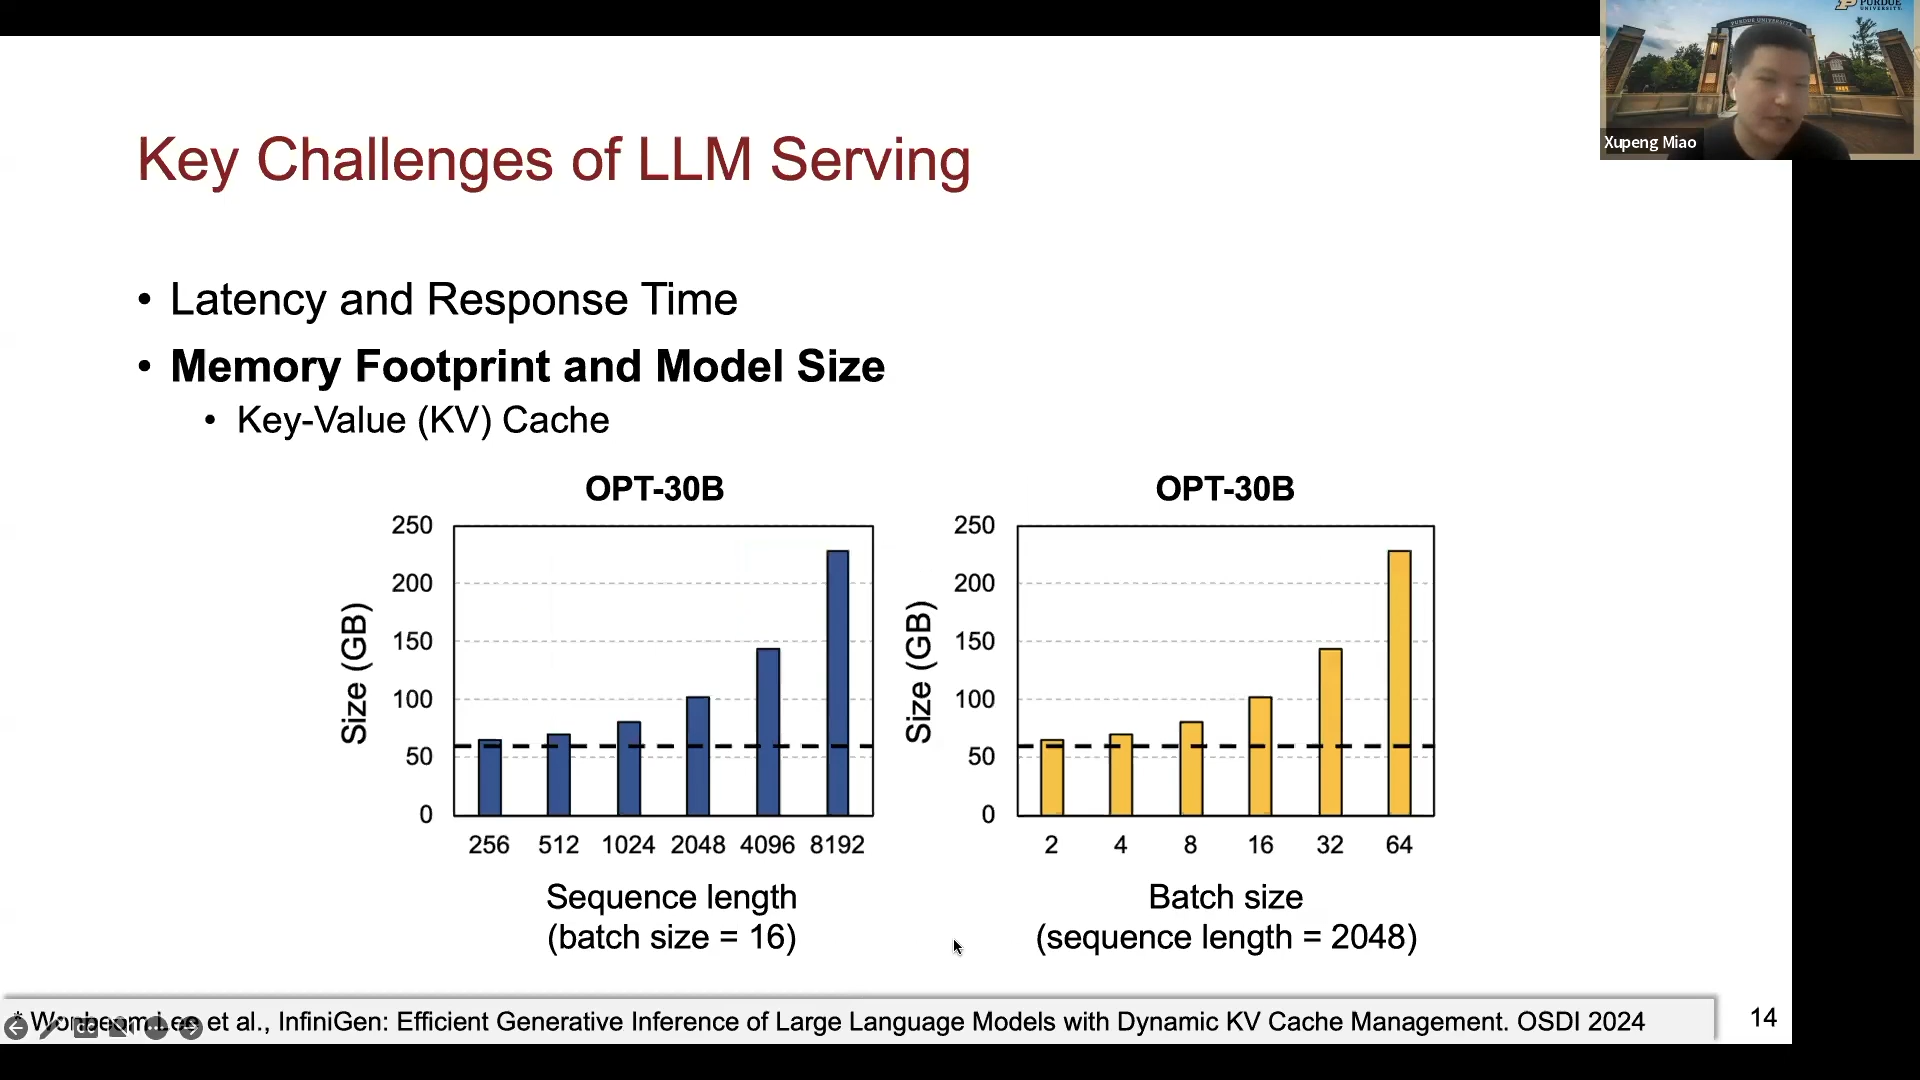 PURDUE
UNIVERSITY
PURDUE UNIVERSITY
Xupeng Miao
Key Challenges of LLM Serving
• Latency and Response Time
• Memory Footprint and Model Size
• Key-Value (KV) Cache
OPT-30B
250
200
150
100
50
0
Size (GB)
256 512 1024 2048 4096 8192
Sequence length
(batch size = 16)
OPT-30B
250
200
150
100
50
0
Size (GB)
2 4 8 16 32 64
Batch size
(sequence length = 2048)
* Wonbeom Lee et al., InfiniGen: Efficient Generative Inference of Large Language Models with Dynamic KV Cache Management. OSDI 2024
14